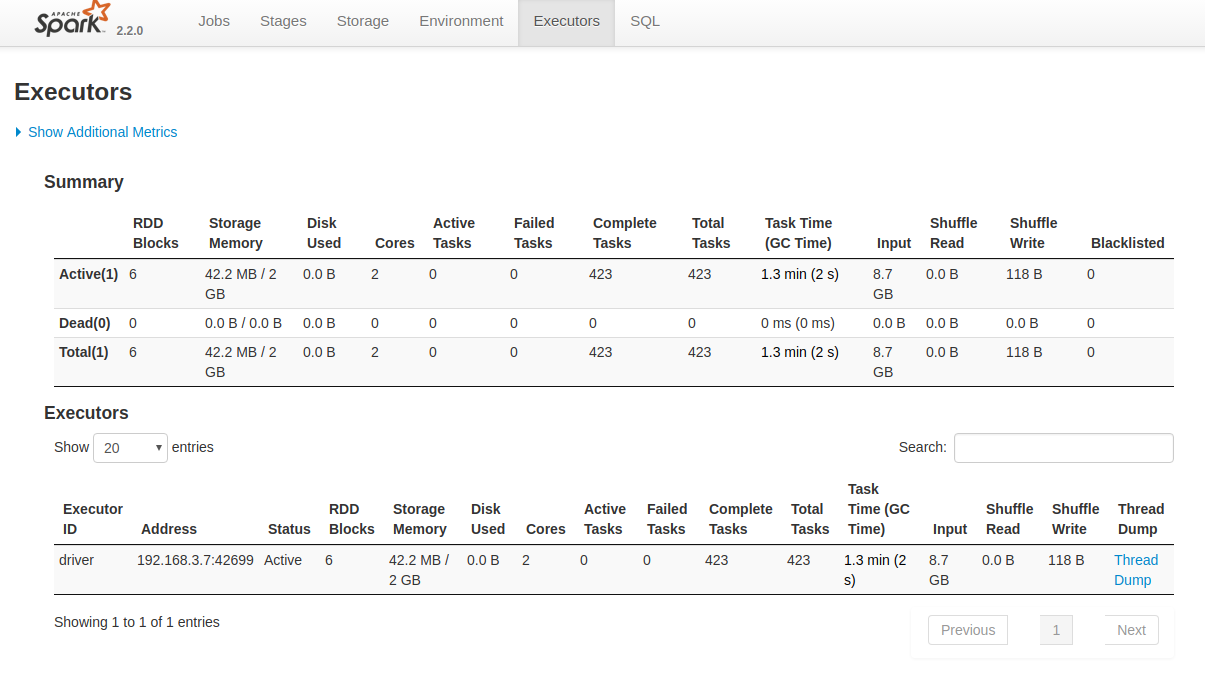 APACHE Spark 2.2.0 Jobs Stages Storage Environment Executors SQL
Executors
Show Additional Metrics
Summary
RDD Blocks Storage Memory Disk Used Cores Active Tasks Failed Tasks Complete Tasks Total Tasks Task Time (GC Time) Input Shuffle Read Shuffle Write Blacklisted
Active(1) 6 42.2 MB / 2 GB 0.0 B 2 0 0 423 423 1.3 min (2 s) 8.7 GB 0.0 B 118 B 0
Dead(0) 0 0.0 B / 0.0 B 0.0 B 0 0 0 0 0 0 ms (0 ms) 0.0 B 0.0 B 0.0 B 0
Total(1) 6 42.2 MB / 2 GB 0.0 B 2 0 0 423 423 1.3 min (2 s) 8.7 GB 0.0 B 118 B 0
Executors
Show 20 entries Search:
Executor ID Address Status RDD Blocks Storage Memory Disk Used Cores Active Tasks Failed Tasks Complete Tasks Total Tasks Task Time (GC Time) Input Shuffle Read Shuffle Write Thread Dump
driver 192.168.3.7:42699 Active 6 42.2 MB / 2 GB 0.0 B 2 0 0 423 423 1.3 min (2 s) 8.7 GB 0.0 B 118 B Thread Dump
Showing 1 to 1 of 1 entries
Previous 1 Next